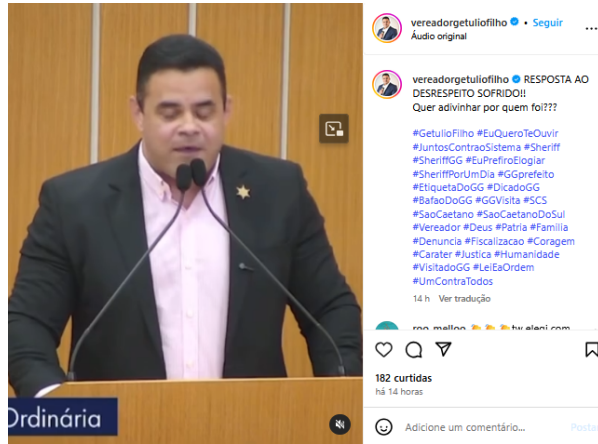 vereadorgetuliofilho • Seguir
Áudio original
vereadorgetuliofilho RESPOSTA AO
DESRESPEITO SOFRIDO!!
Quer adivinhar por quem foi???
#GetulioFilho #EuQueroTeOuvir
#JuntosContraoSistema #Sheriff
#SheriffGG #EuPrefiroElogiar
#SheriffPorUmDia #GGprefeito
#EtiquetaDoGG #DicadoGG
#BafaoDoGG #GGVisita #SCS
#SaoCaetano #SaoCaetanoDoSul
#Vereador #Deus #Patria #Familia
#Denuncia #Fiscalizacao #Coragem
#Carater #Justica #Humanidade
#VisitadoGG #LeiEaOrdem
#UmContraTodos
14 h Ver tradução
182 curtidas
há 14 horas
Adicione um comentário... Postar
Ordinária